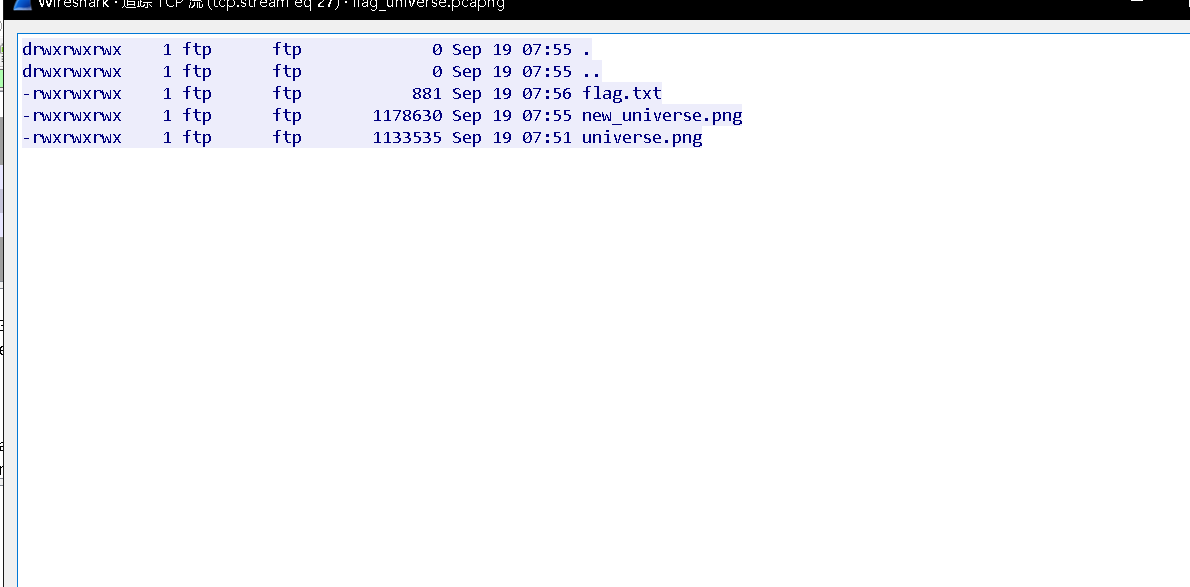 Wireshark · 追踪 TCP 流 (tcp.stream eq 27) · flag_universe.pcapng
drwxrwxrwx 1 ftp ftp 0 Sep 19 07:55 .
drwxrwxrwx 1 ftp ftp 0 Sep 19 07:55 ..
-rwxrwxrwx 1 ftp ftp 881 Sep 19 07:56 flag.txt
-rwxrwxrwx 1 ftp ftp 1178630 Sep 19 07:55 new_universe.png
-rwxrwxrwx 1 ftp ftp 1133535 Sep 19 07:51 universe.png